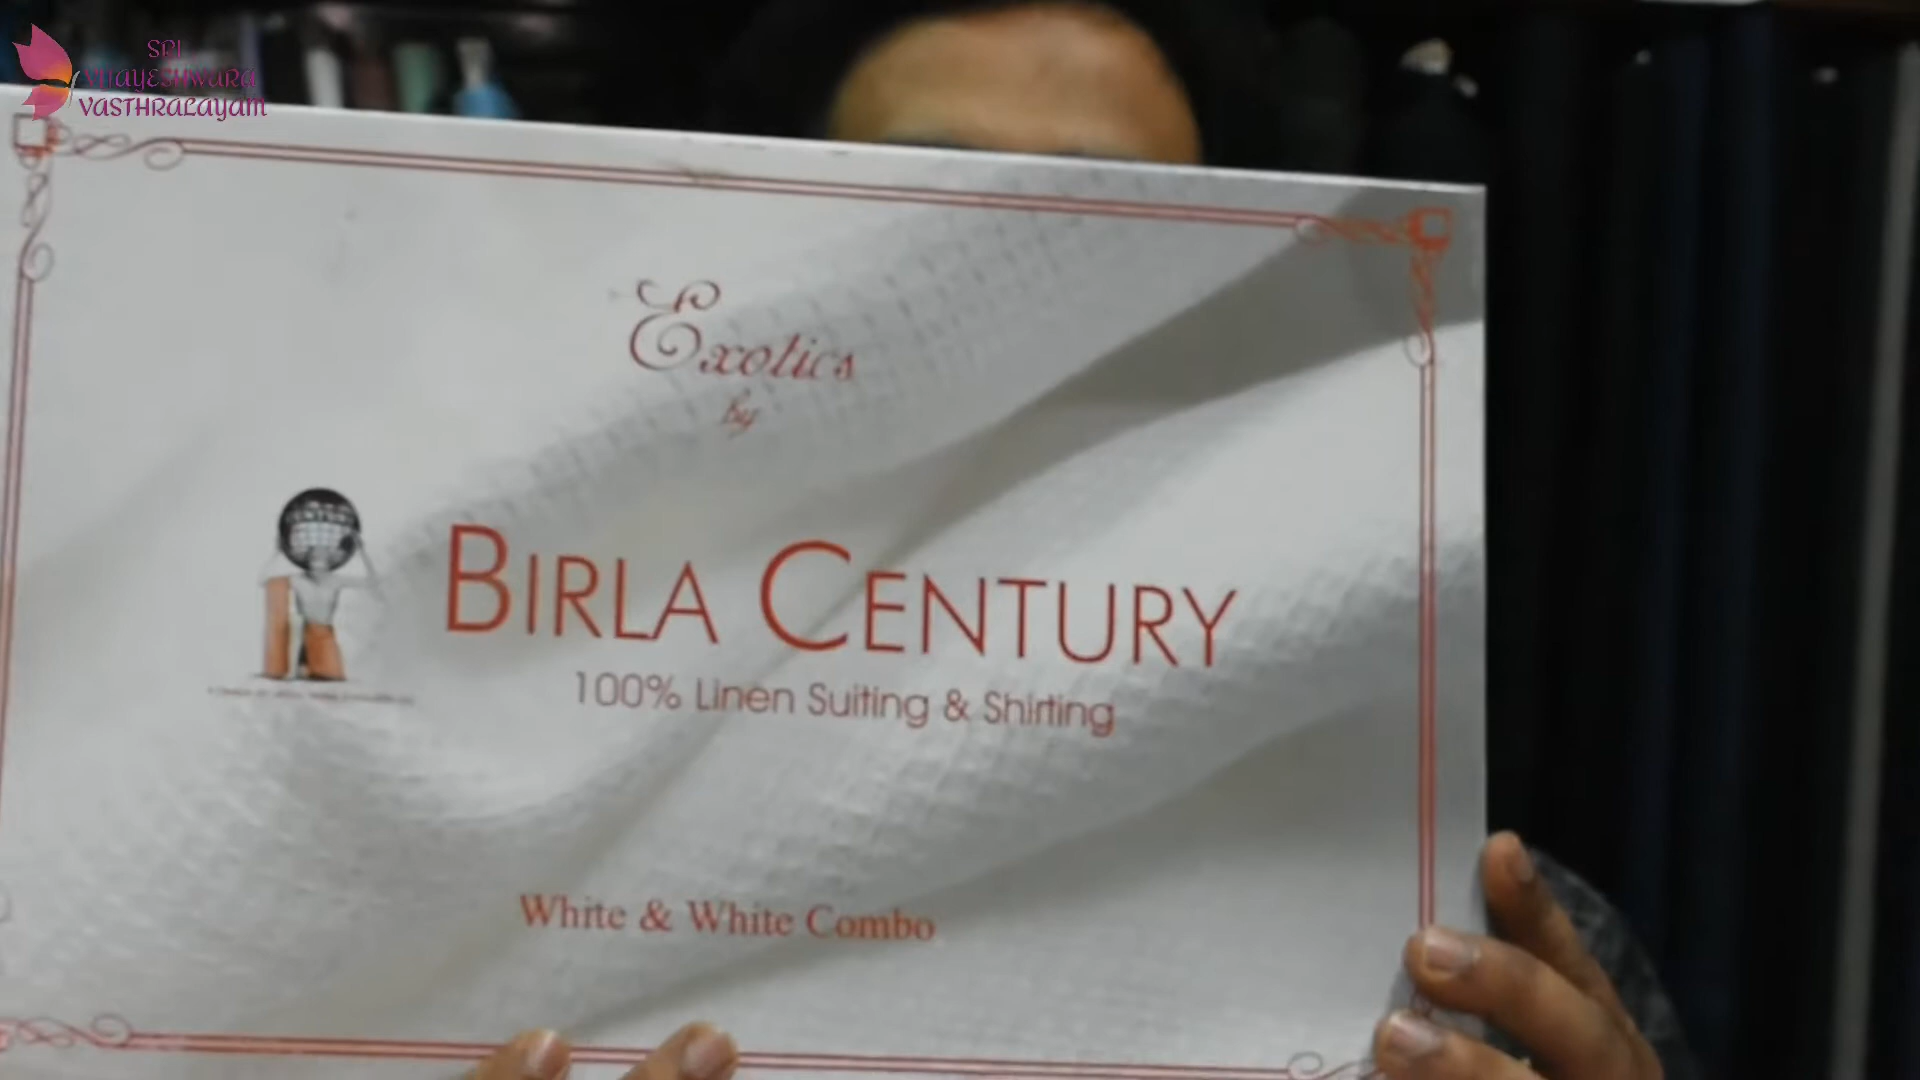 SRI
VIJAYESHWARA
VASTHRALAYAM
Exotics
By
BIRLA CENTURY
100% Linen Suiting & Shirting
White & White Combo